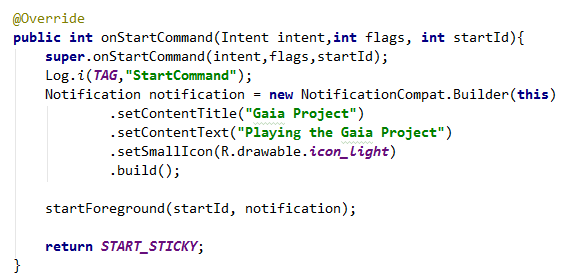 @Override
public int onStartCommand(Intent intent,int flags, int startId){
    super.onStartCommand(intent,flags,startId);
    Log.i(TAG,"StartCommand");
    Notification notification = new NotificationCompat.Builder(this)
            .setContentTitle("Gaia Project")
            .setContentText("Playing the Gaia Project")
            .setSmallIcon(R.drawable.icon_light)
            .build();

    startForeground(startId, notification);

    return START_STICKY;
}